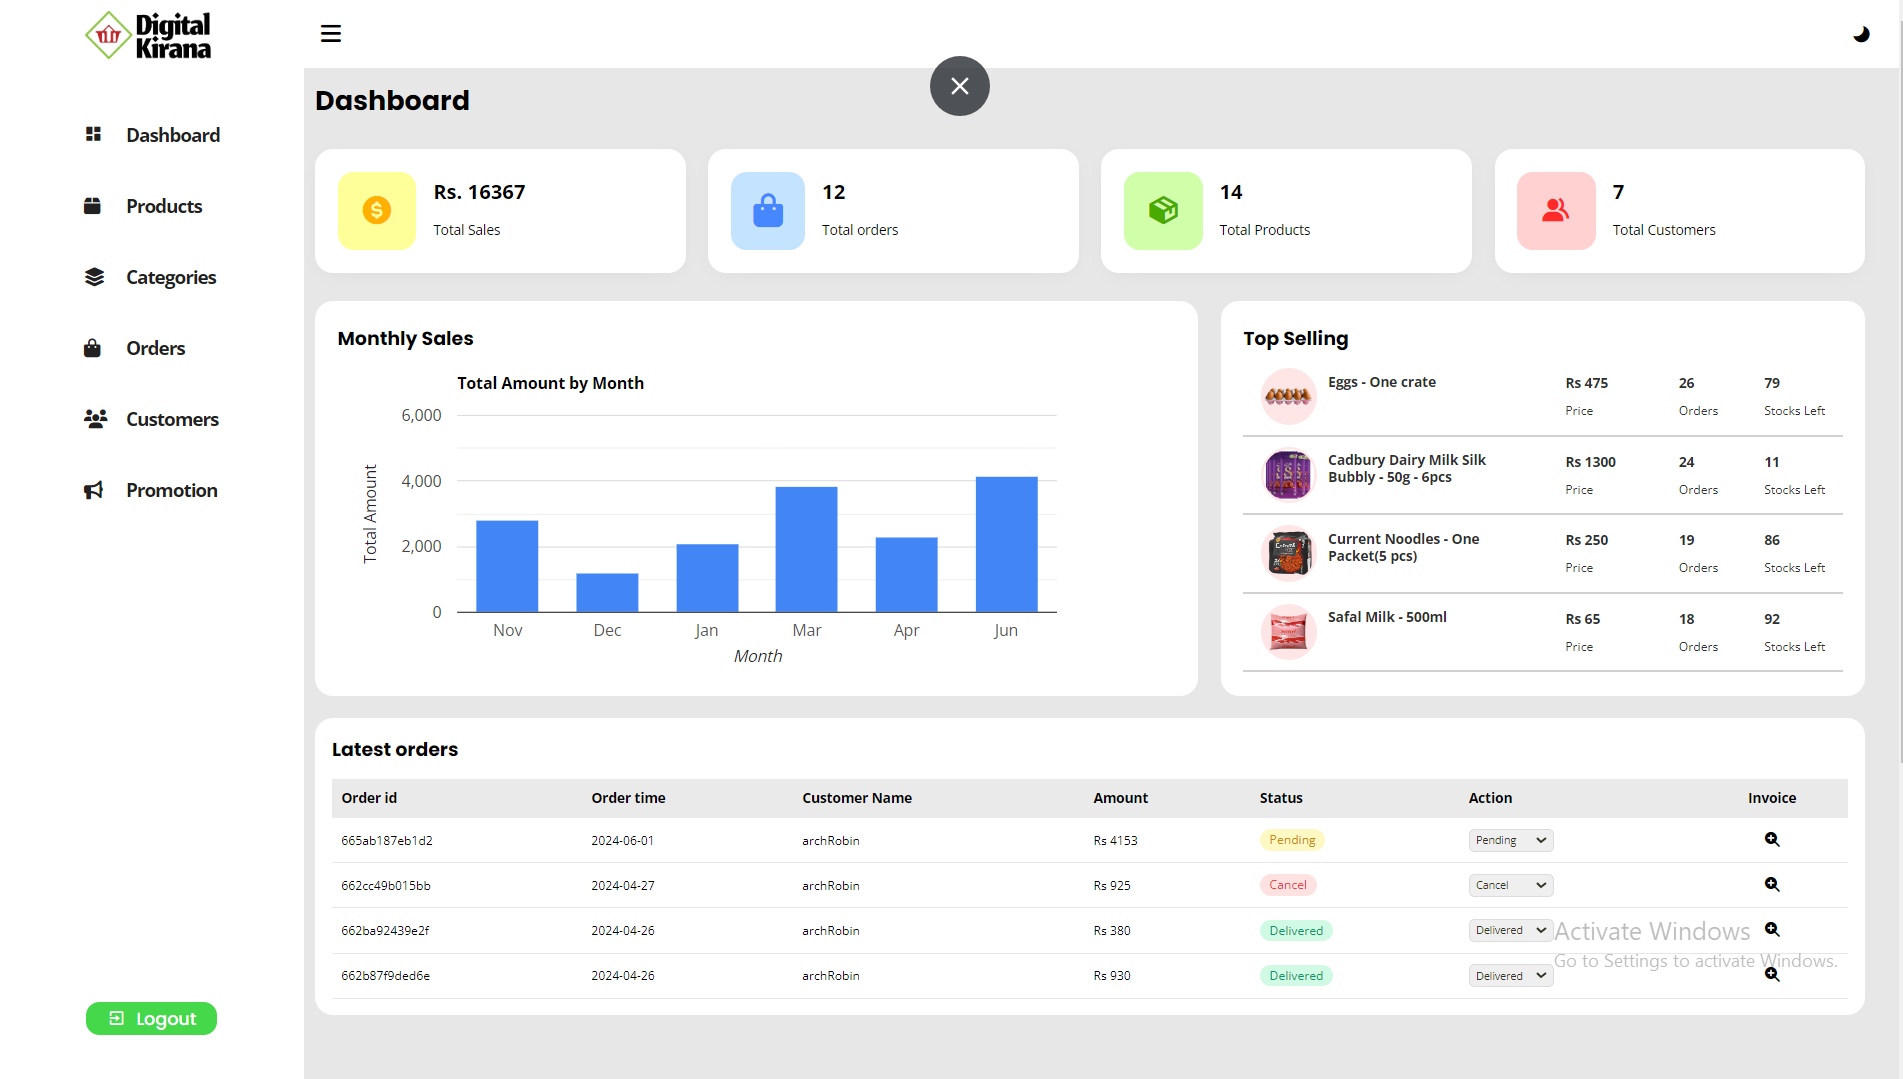 Digital
Kirana
Dashboard
Products
Categories
Orders
Customers
Promotion
Logout
Dashboard
Rs. 16367
Total Sales
12
Total orders
14
Total Products
7
Total Customers
Monthly Sales
Total Amount by Month
6,000
4,000
2,000
0
Total Amount
Nov Dec Jan Mar Apr Jun
Month
Top Selling
Eggs - One crate
Rs 475 26 79
Price Orders Stocks Left
Cadbury Dairy Milk Silk
Bubbly - 50g - 6pcs
Rs 1300 24 11
Price Orders Stocks Left
Current Noodles - One
Packet(5 pcs)
Rs 250 19 86
Price Orders Stocks Left
Safal Milk - 500ml
Rs 65 18 92
Price Orders Stocks Left
Latest orders
Order id Order time Customer Name Amount Status Action Invoice
665ab187eb1d2 2024-06-01 archRobin Rs 4153 Pending Pending
662cc49b015bb 2024-04-27 archRobin Rs 925 Cancel Cancel
662ba92439e2f 2024-04-26 archRobin Rs 380 Delivered Delivered
662b87f9ded6e 2024-04-26 archRobin Rs 930 Delivered Delivered
Activate Windows
Go to Settings to activate Windows.